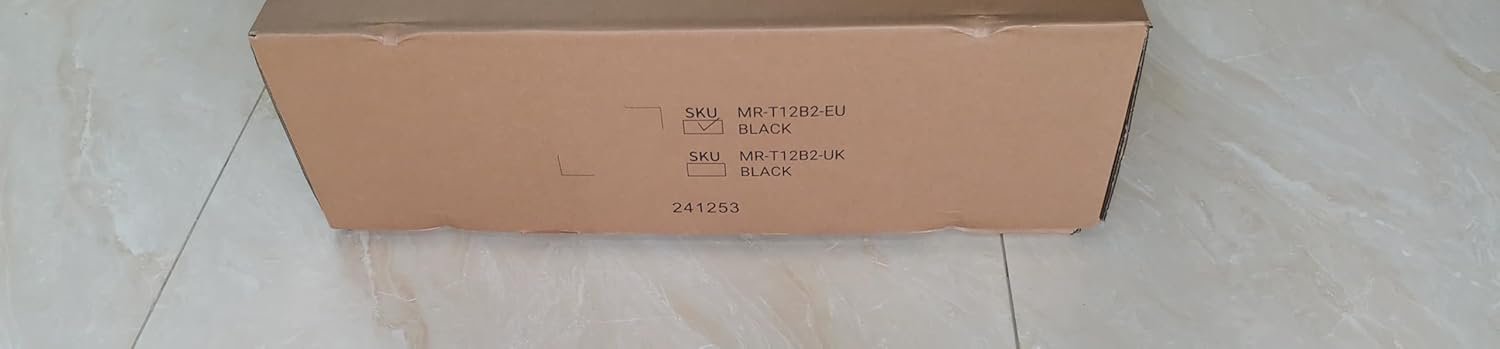 SKU MR-T12B2-EU
BLACK
SKU MR-T12B2-UK
BLACK
241253